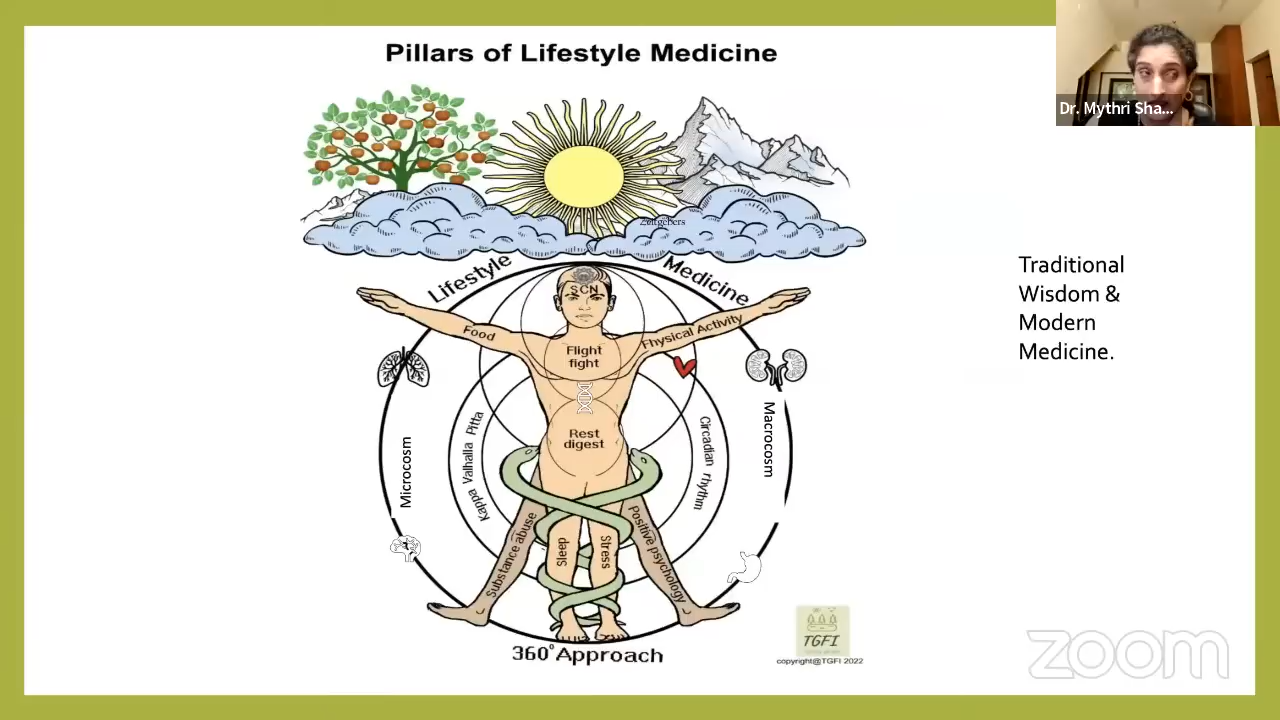 Pillars of Lifestyle Medicine
Dr. Mythri Sha...
Zeitgebers
Lifestyle
Medicine
SCN
Food
Fhysical Activity
Flight
fight
Rest
digest
Kappa Valhalla Pitta
Circadian rhythm
Microcosm
Macrocosm
Substance abuse
Sleep
Stress
Positive psychology
360° Approach
Traditional
Wisdom &
Modern
Medicine.
TGFI
copyright@TGFI 2022
zoom